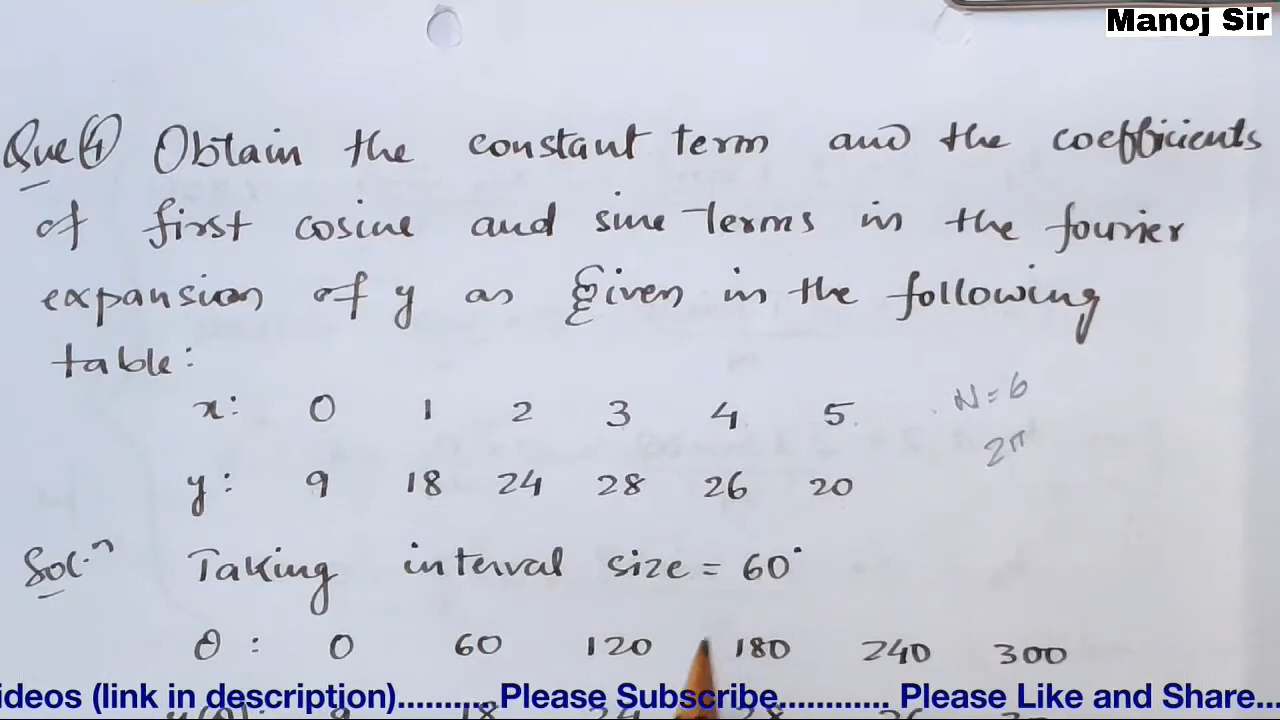 Manoj Sir
Que④ Obtain the constant term and the coefficients
of first cosine and sine terms in the fourier
expansion of y as given in the following
table:
x: 0 1 2 3 4 5
N=6
2π
y: 9 18 24 28 26 20
Sol.ⁿ Taking interval size = 60°
θ: 0 60 120 180 240 300
ideos (link in description).......... Please Subscribe............ Please Like and Share...